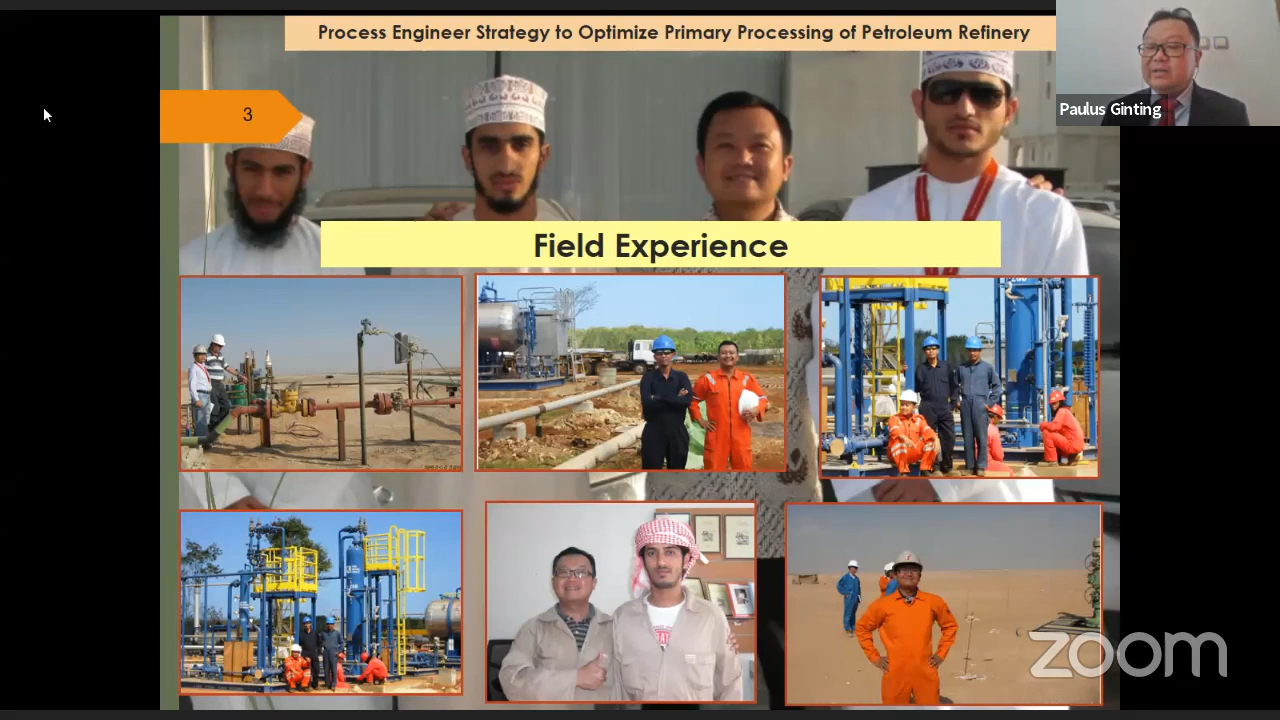 Process Engineer Strategy to Optimize Primary Processing of Petroleum Refinery
Paulus Ginting
3
Field Experience
zoom